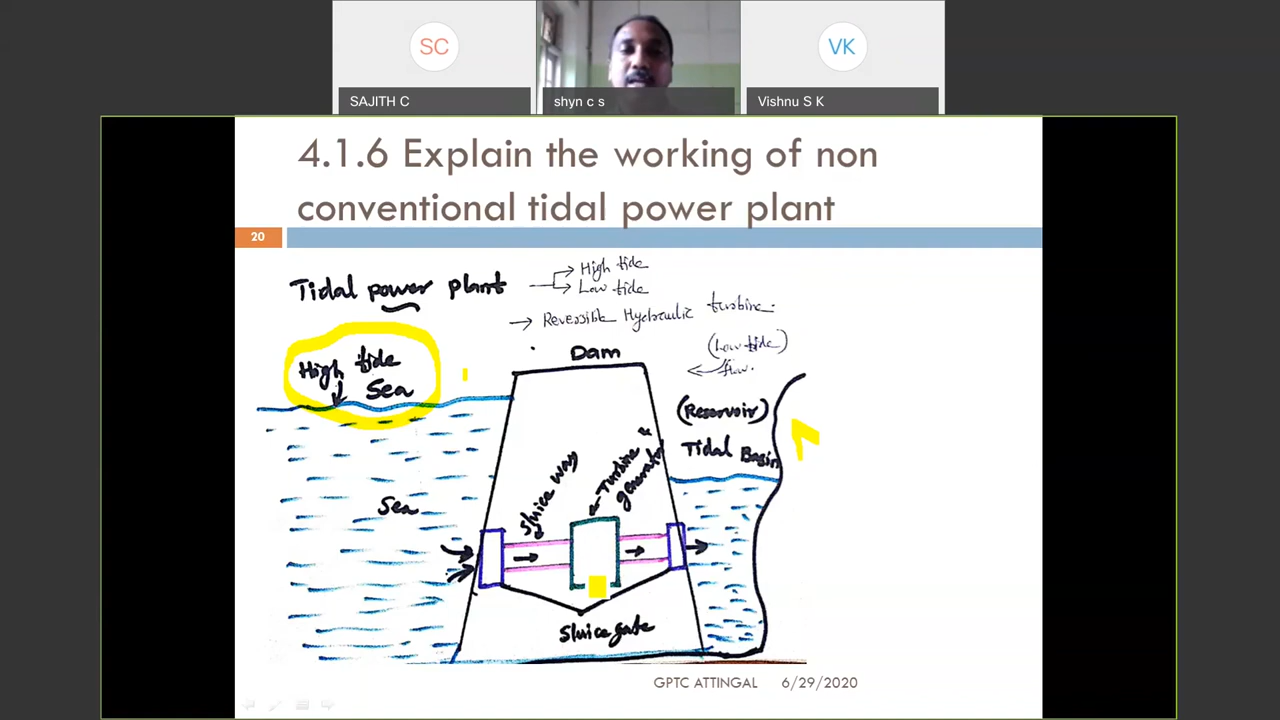 SC
VK
SAJITH C
shyn c s
Vishnu S K
4.1.6 Explain the working of non
conventional tidal power plant
20
Tidal power plant
High tide
Low tide
Reversible Hydraulic turbine.
Dam
(Low tide)
flow.
High tide
Sea
(Reservoir)
Tidal Basin
Sluice way
Turbine &
generator
Sea
Sluice gate
GPTC ATTINGAL 6/29/2020